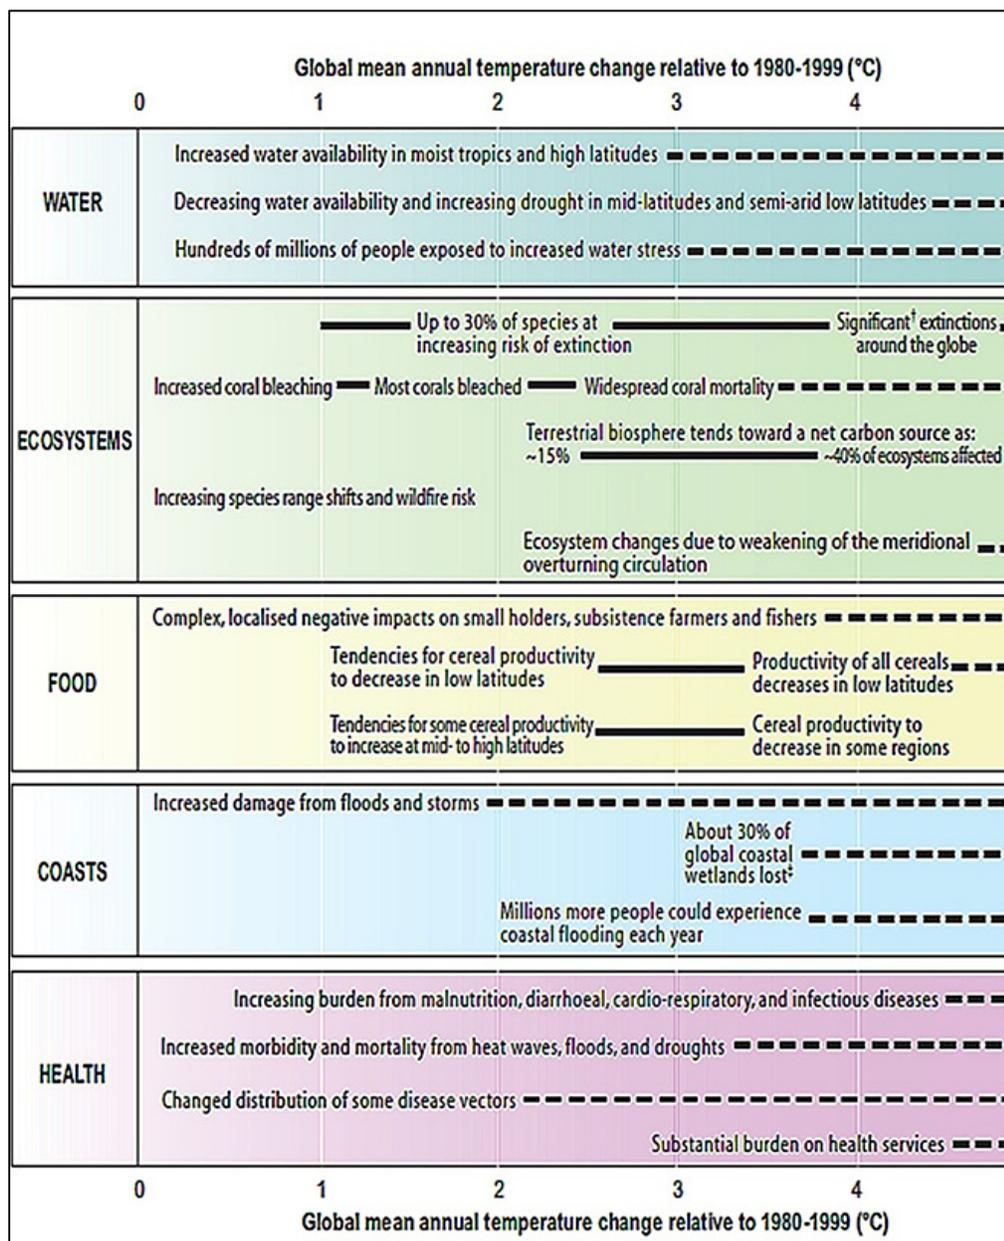 Global mean annual temperature change relative to 1980-1999 (°C)
0 1 2 3 4
WATER
Increased water availability in moist tropics and high latitudes
Decreasing water availability and increasing drought in mid-latitudes and semi-arid low latitudes
Hundreds of millions of people exposed to increased water stress
ECOSYSTEMS
Up to 30% of species at
increasing risk of extinction
Significant† extinctions
around the globe
Increased coral bleaching Most corals bleached Widespread coral mortality
Terrestrial biosphere tends toward a net carbon source as:
~15% ~40% of ecosystems affected
Increasing species range shifts and wildfire risk
Ecosystem changes due to weakening of the meridional
overturning circulation
FOOD
Complex, localised negative impacts on small holders, subsistence farmers and fishers
Tendencies for cereal productivity
to decrease in low latitudes
Productivity of all cereals
decreases in low latitudes
Tendencies for some cereal productivity
to increase at mid- to high latitudes
Cereal productivity to
decrease in some regions
COASTS
Increased damage from floods and storms
About 30% of
global coastal
wetlands lost‡
Millions more people could experience
coastal flooding each year
HEALTH
Increasing burden from malnutrition, diarrhoeal, cardio-respiratory, and infectious diseases
Increased morbidity and mortality from heat waves, floods, and droughts
Changed distribution of some disease vectors
Substantial burden on health services
0 1 2 3 4
Global mean annual temperature change relative to 1980-1999 (°C)